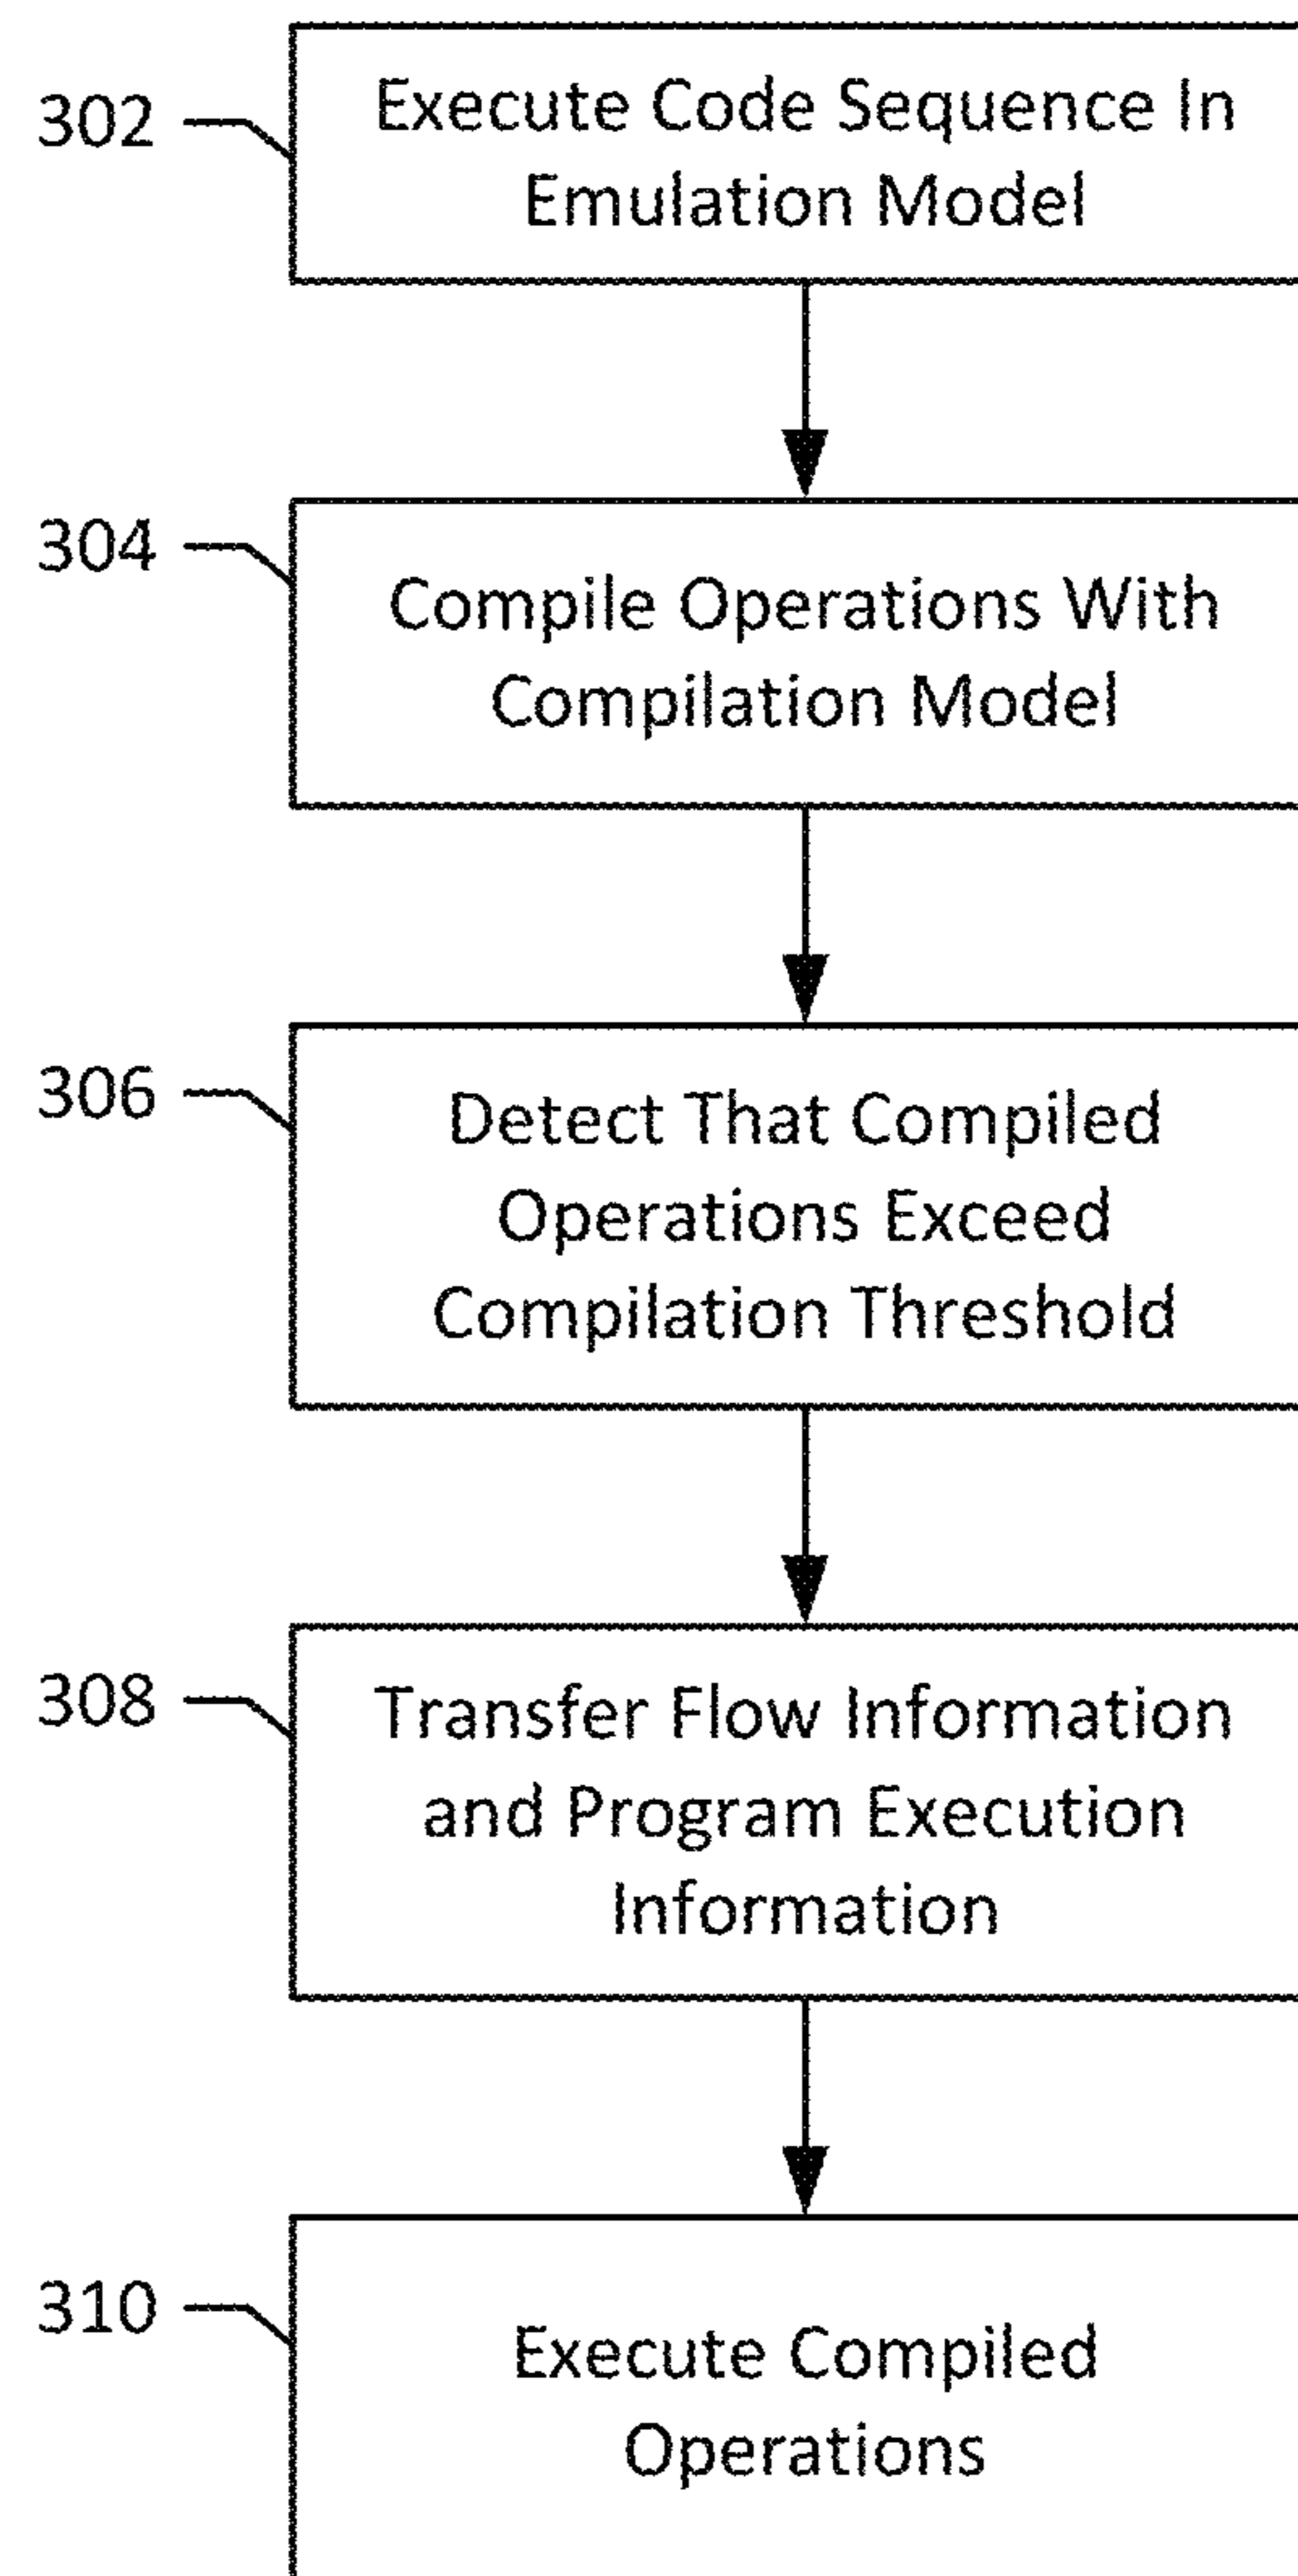 302
Execute Code Sequence In
Emulation Model
304
Compile Operations With
Compilation Model
306
Detect That Compiled
Operations Exceed
Compilation Threshold
308
Transfer Flow Information
and Program Execution
Information
310
Execute Compiled
Operations